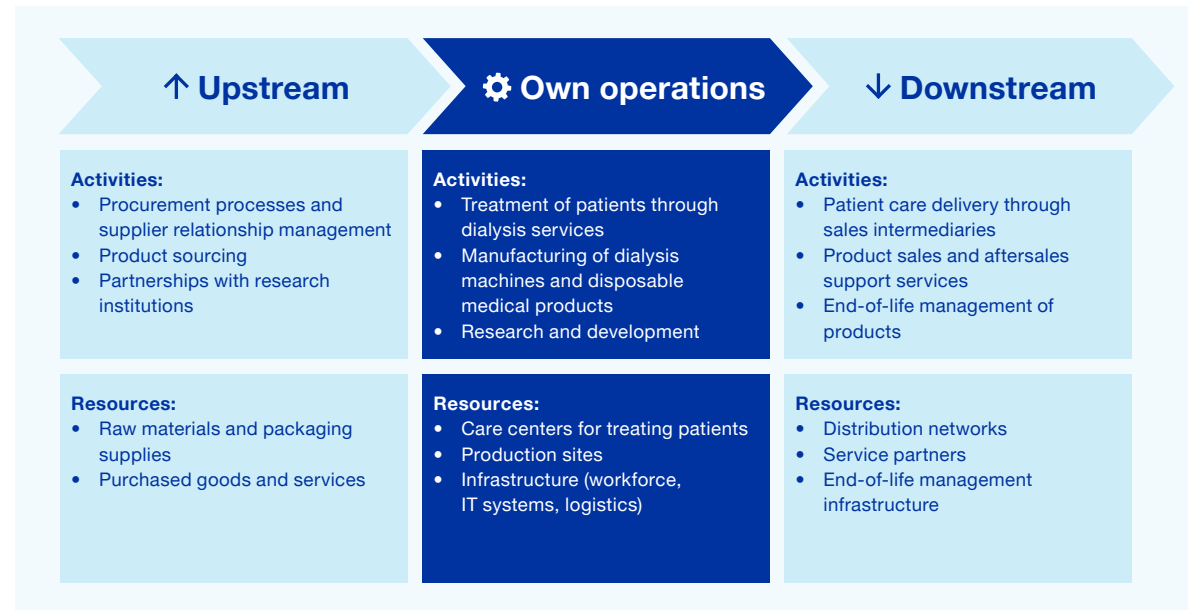 ↑ Upstream
Own operations
↓ Downstream
Activities:
• Procurement processes and
supplier relationship management
• Product sourcing
• Partnerships with research
institutions
Activities:
• Treatment of patients through
dialysis services
• Manufacturing of dialysis
machines and disposable
medical products
• Research and development
Activities:
• Patient care delivery through
sales intermediaries
• Product sales and aftersales
support services
• End-of-life management of
products
Resources:
• Raw materials and packaging
supplies
• Purchased goods and services
Resources:
• Care centers for treating patients
• Production sites
• Infrastructure (workforce,
IT systems, logistics)
Resources:
• Distribution networks
• Service partners
• End-of-life management
infrastructure